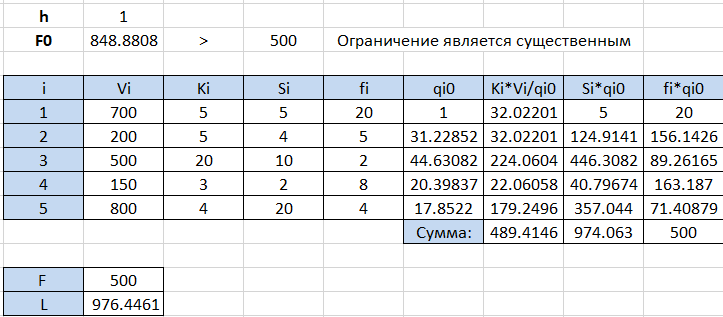 h 1
F0 848.8808 > 500 Ограничение является существенным
i Vi Ki Si fi qi0 Ki*Vi/qi0 Si*qi0 fi*qi0
1 700 5 5 20 1 32.02201 5 20
2 200 5 4 5 31.22852 32.02201 124.9141 156.1426
3 500 20 10 2 44.63082 224.0604 446.3082 89.26165
4 150 3 2 8 20.39837 22.06058 40.79674 163.187
5 800 4 20 4 17.8522 179.2496 357.044 71.40879
Сумма: 489.4146 974.063 500
F 500
L 976.4461